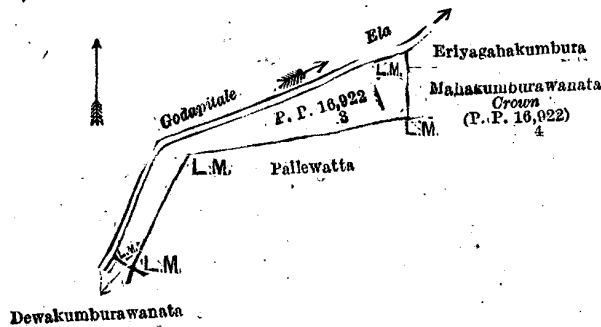 Ela
Eriyagahakumbura
L.M.
Mahakumburawanata
Crown
(P. P. 16,922)
4
Godapitale
P. P. 16,922
3
L.M.
L.M.
Pallewatta
L.M.
L.M.
Dewakumburawanata